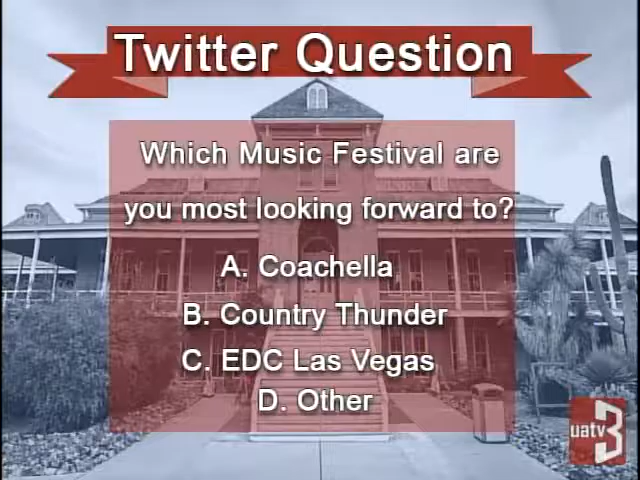 Twitter Question
Which Music Festival are
you most looking forward to?
A. Coachella
B. Country Thunder
C. EDC Las Vegas
D. Other
uatv 3